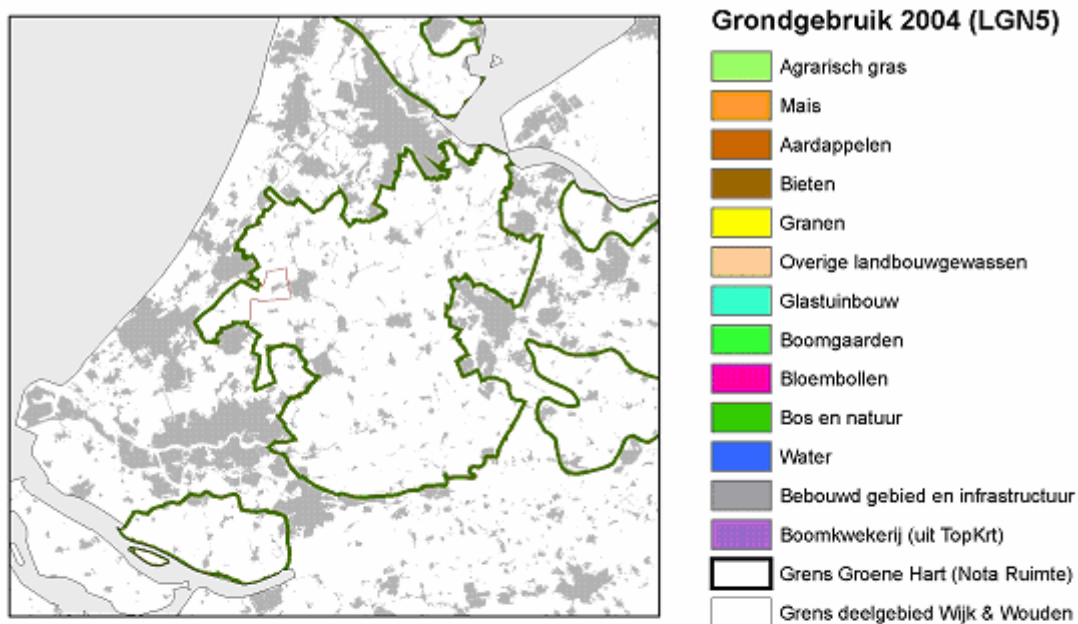 Grondgebruik 2004 (LGN5)
Agrarisch gras
Mais
Aardappelen
Bieten
Granen
Overige landbouwgewassen
Glastuinbouw
Boomgaarden
Bloembollen
Bos en natuur
Water
Bebouwd gebied en infrastructuur
Boomkwekerij (uit TopKrt)
Grens Groene Hart (Nota Ruimte)
Grens deelgebied Wijk & Wouden